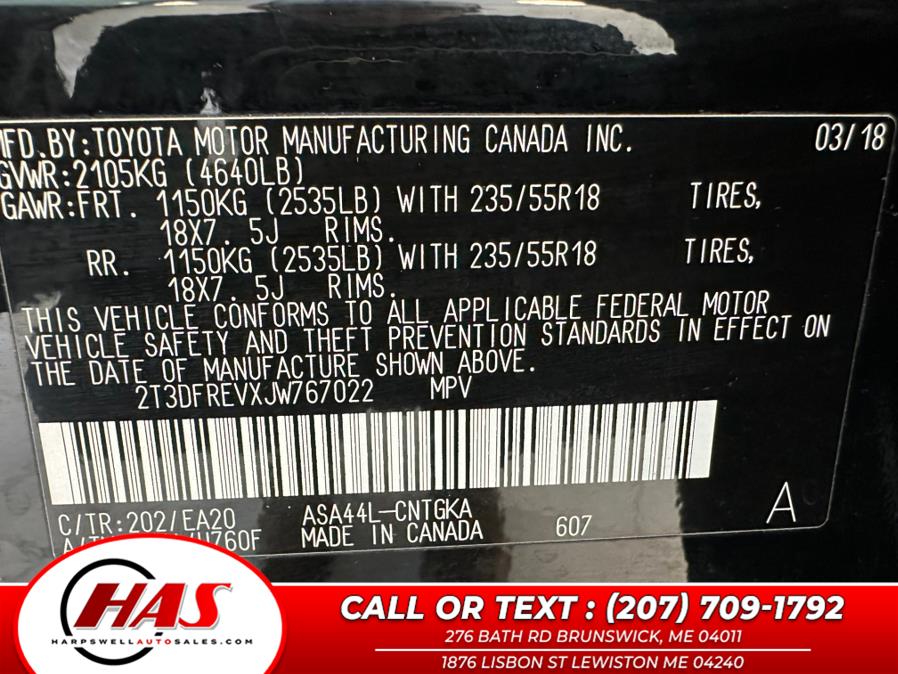 MFD.BY:TOYOTA MOTOR MANUFACTURING CANADA INC. 03/18
GVWR:2105KG (4640LB)
GAWR:FRT. 1150KG (2535LB) WITH 235/55R18 TIRES,
18X7.5J RIMS.
RR. 1150KG (2535LB) WITH 235/55R18 TIRES,
18X7.5J RIMS.
THIS VEHICLE CONFORMS TO ALL APPLICABLE FEDERAL MOTOR
VEHICLE SAFETY AND THEFT PREVENTION STANDARDS IN EFFECT ON
THE DATE OF MANUFACTURE SHOWN ABOVE.
2T3DFREVXJW767022 MPV
C/TR:202/EA20 ASA44L-CNTGKA
MADE IN CANADA 607 A
HAS
HARPSWELLAUTOSALES.COM
CALL OR TEXT : (207) 709-1792
276 BATH RD BRUNSWICK, ME 04011
1876 LISBON ST LEWISTON ME 04240